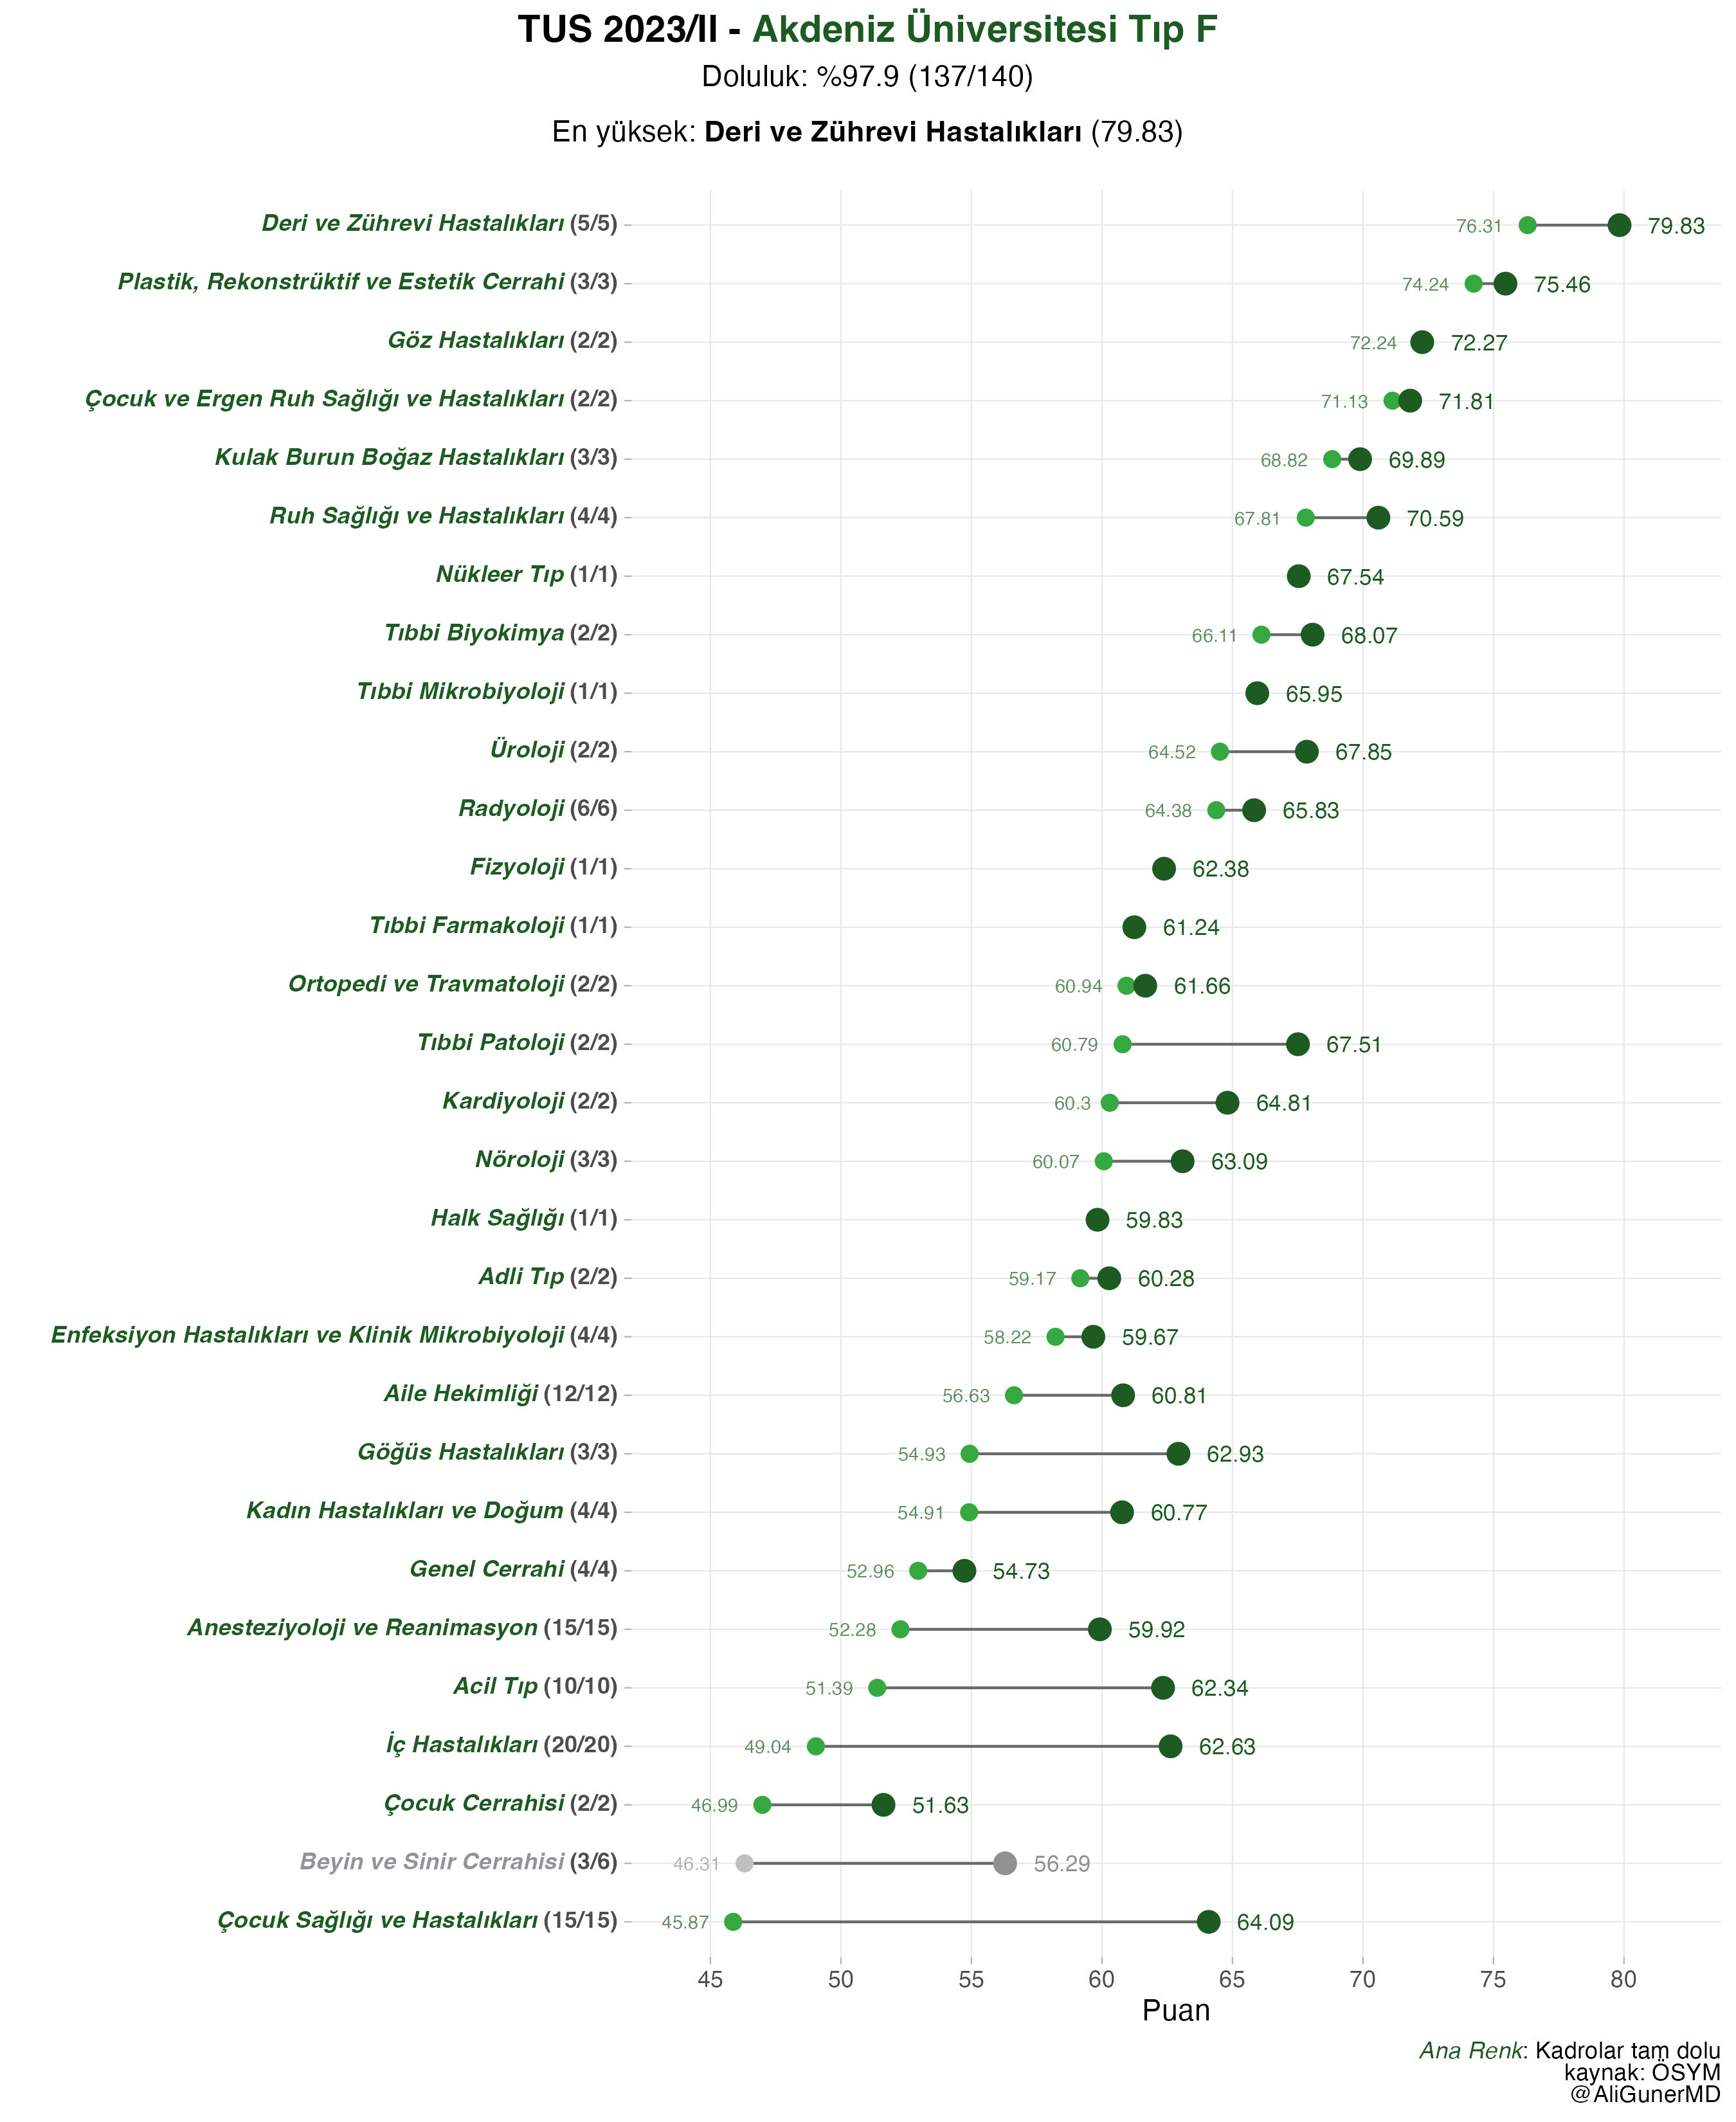 TUS 2023/II - Akdeniz Üniversitesi Tıp F
Doluluk: %97.9 (137/140)
En yüksek: Deri ve Zührevi Hastalıkları (79.83)
Deri ve Zührevi Hastalıkları (5/5) 76.31 79.83
Plastik, Rekonstrüktif ve Estetik Cerrahi (3/3) 74.24 75.46
Göz Hastalıkları (2/2) 72.24 72.27
Çocuk ve Ergen Ruh Sağlığı ve Hastalıkları (2/2) 71.13 71.81
Kulak Burun Boğaz Hastalıkları (3/3) 68.82 69.89
Ruh Sağlığı ve Hastalıkları (4/4) 67.81 70.59
Nükleer Tıp (1/1) 67.54
Tıbbi Biyokimya (2/2) 66.11 68.07
Tıbbi Mikrobiyoloji (1/1) 65.95
Üroloji (2/2) 64.52 67.85
Radyoloji (6/6) 64.38 65.83
Fizyoloji (1/1) 62.38
Tıbbi Farmakoloji (1/1) 61.24
Ortopedi ve Travmatoloji (2/2) 60.94 61.66
Tıbbi Patoloji (2/2) 60.79 67.51
Kardiyoloji (2/2) 60.3 64.81
Nöroloji (3/3) 60.07 63.09
Halk Sağlığı (1/1) 59.83
Adli Tıp (2/2) 59.17 60.28
Enfeksiyon Hastalıkları ve Klinik Mikrobiyoloji (4/4) 58.22 59.67
Aile Hekimliği (12/12) 56.63 60.81
Göğüs Hastalıkları (3/3) 54.93 62.93
Kadın Hastalıkları ve Doğum (4/4) 54.91 60.77
Genel Cerrahi (4/4) 52.96 54.73
Anesteziyoloji ve Reanimasyon (15/15) 52.28 59.92
Acil Tıp (10/10) 51.39 62.34
İç Hastalıkları (20/20) 49.04 62.63
Çocuk Cerrahisi (2/2) 46.99 51.63
Beyin ve Sinir Cerrahisi (3/6) 46.31 56.29
Çocuk Sağlığı ve Hastalıkları (15/15) 45.87 64.09
45 50 55 60 65 70 75 80
Puan
Ana Renk: Kadrolar tam dolu
kaynak: ÖSYM
@AliGunerMD